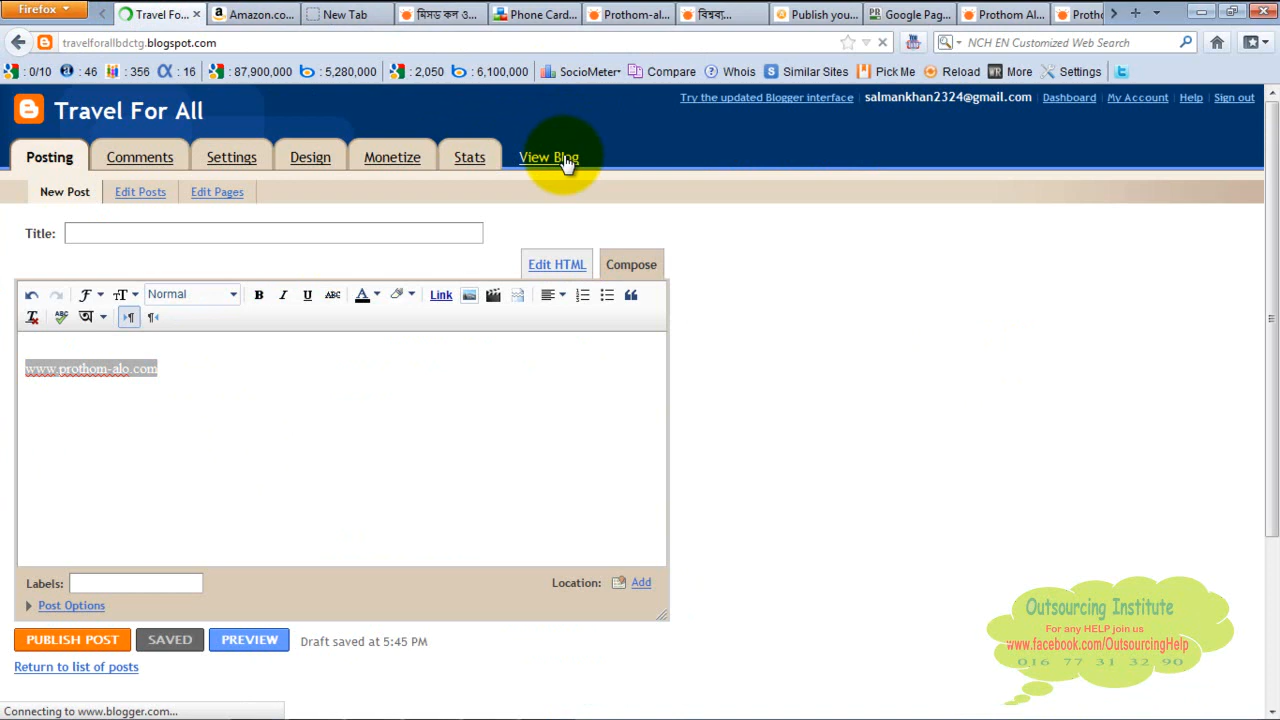 Firefox
Travel Fo...
Amazon.co...
New Tab
মিসড কল ও...
Phone Card...
Prothom-al...
বিশ্বব্য...
Publish you...
Google Pag...
Prothom Al...
Protho
travelforallbdctg.blogspot.com
NCH EN Customized Web Search
: 0/10
: 46
: 356
: 16
: 87,900,000
: 5,280,000
: 2,050
: 6,100,000
SocioMeter
Compare
Whois
Similar Sites
Pick Me
Reload
More
Settings
Travel For All
Try the updated Blogger interface
salmankhan2324@gmail.com
Dashboard
My Account
Help
Sign out
Posting
Comments
Settings
Design
Monetize
Stats
View Blog
New Post
Edit Posts
Edit Pages
Title:
Edit HTML
Compose
Normal
Link
www.prothom-alo.com
Labels:
Location:
Add
Post Options
PUBLISH POST
SAVED
PREVIEW
Draft saved at 5:45 PM
Return to list of posts
Outsourcing Institute
For any HELP join us
www.facebook.com/OutsourcingHelp
016 77 31 32 90
Connecting to www.blogger.com...